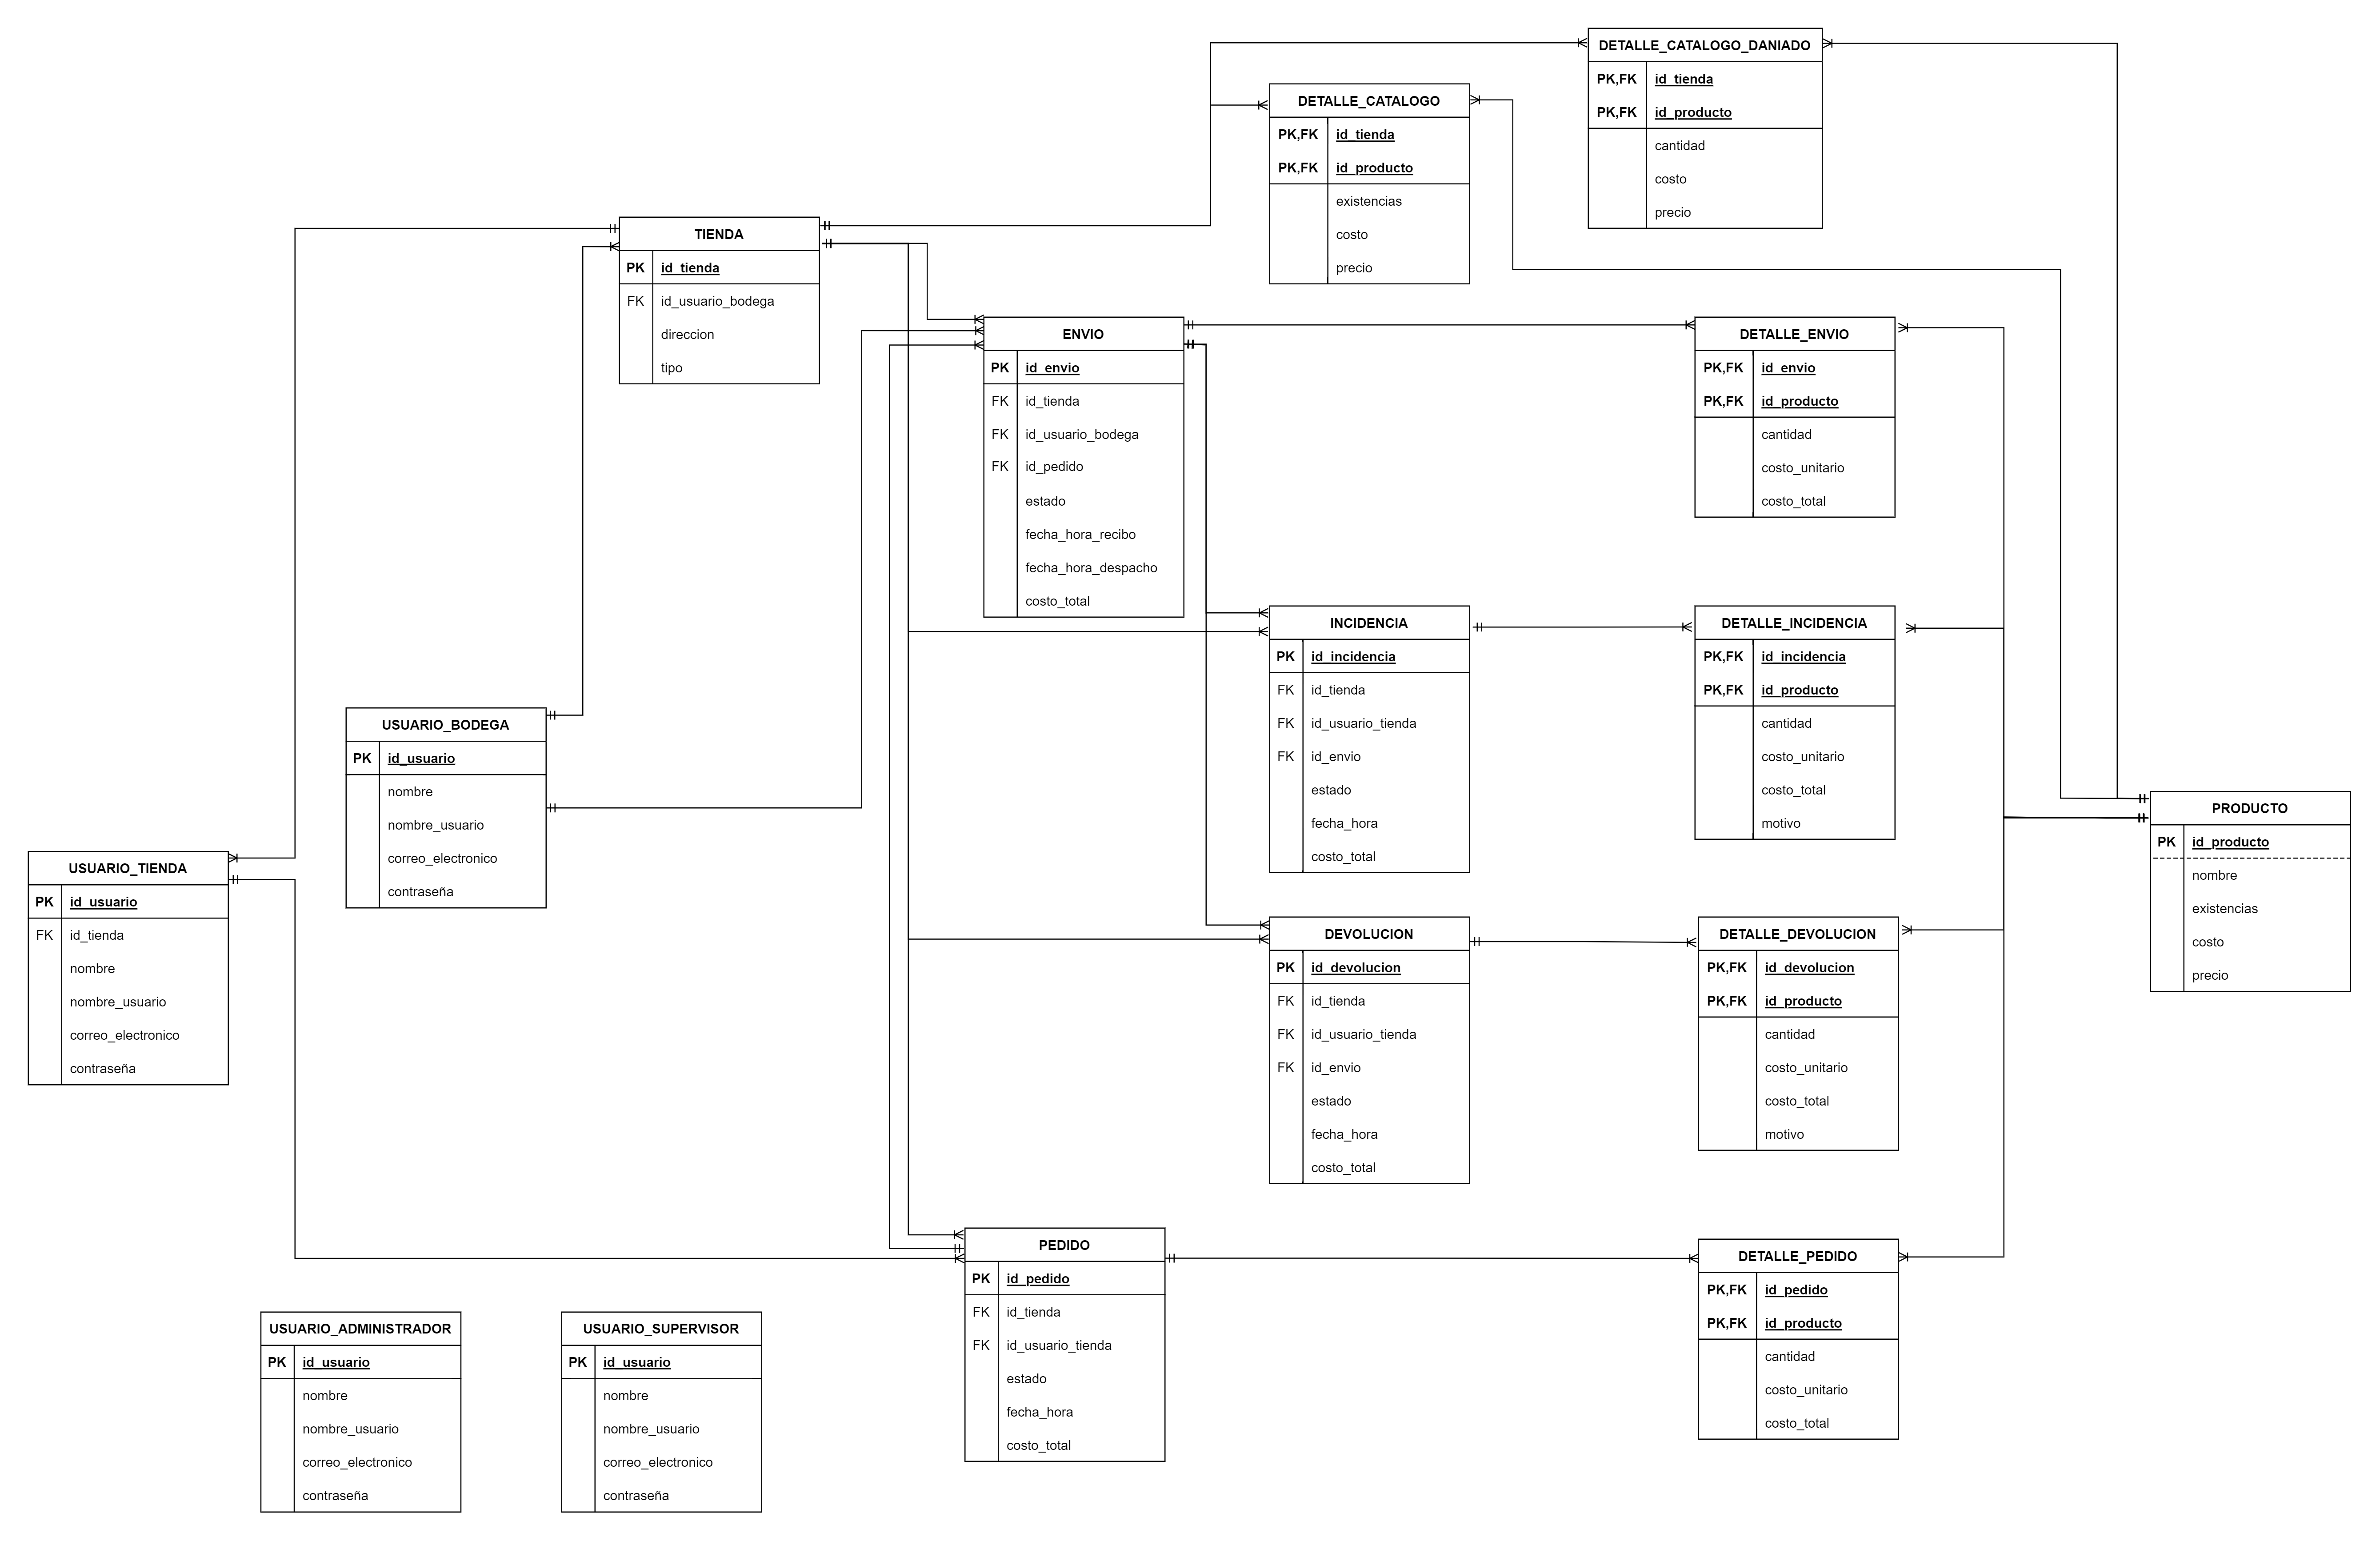 DETALLE_CATALOGO_DANIADO
PK,FK id_tienda
PK,FK id_producto
cantidad
costo
precio
DETALLE_CATALOGO
PK,FK id_tienda
PK,FK id_producto
existencias
costo
precio
TIENDA
PK id_tienda
FK id_usuario_bodega
direccion
tipo
ENVIO
PK id_envio
FK id_tienda
FK id_usuario_bodega
FK id_pedido
estado
fecha_hora_recibo
fecha_hora_despacho
costo_total
DETALLE_ENVIO
PK,FK id_envio
PK,FK id_producto
cantidad
costo_unitario
costo_total
INCIDENCIA
PK id_incidencia
FK id_tienda
FK id_usuario_tienda
FK id_envio
estado
fecha_hora
costo_total
DETALLE_INCIDENCIA
PK,FK id_incidencia
PK,FK id_producto
cantidad
costo_unitario
costo_total
motivo
USUARIO_BODEGA
PK id_usuario
nombre
nombre_usuario
correo_electronico
contraseña
PRODUCTO
PK id_producto
nombre
existencias
costo
precio
USUARIO_TIENDA
PK id_usuario
FK id_tienda
nombre
nombre_usuario
correo_electronico
contraseña
DEVOLUCION
PK id_devolucion
FK id_tienda
FK id_usuario_tienda
FK id_envio
estado
fecha_hora
costo_total
DETALLE_DEVOLUCION
PK,FK id_devolucion
PK,FK id_producto
cantidad
costo_unitario
costo_total
motivo
PEDIDO
PK id_pedido
FK id_tienda
FK id_usuario_tienda
estado
fecha_hora
costo_total
DETALLE_PEDIDO
PK,FK id_pedido
PK,FK id_producto
cantidad
costo_unitario
costo_total
USUARIO_ADMINISTRADOR
PK id_usuario
nombre
nombre_usuario
correo_electronico
contraseña
USUARIO_SUPERVISOR
PK id_usuario
nombre
nombre_usuario
correo_electronico
contraseña